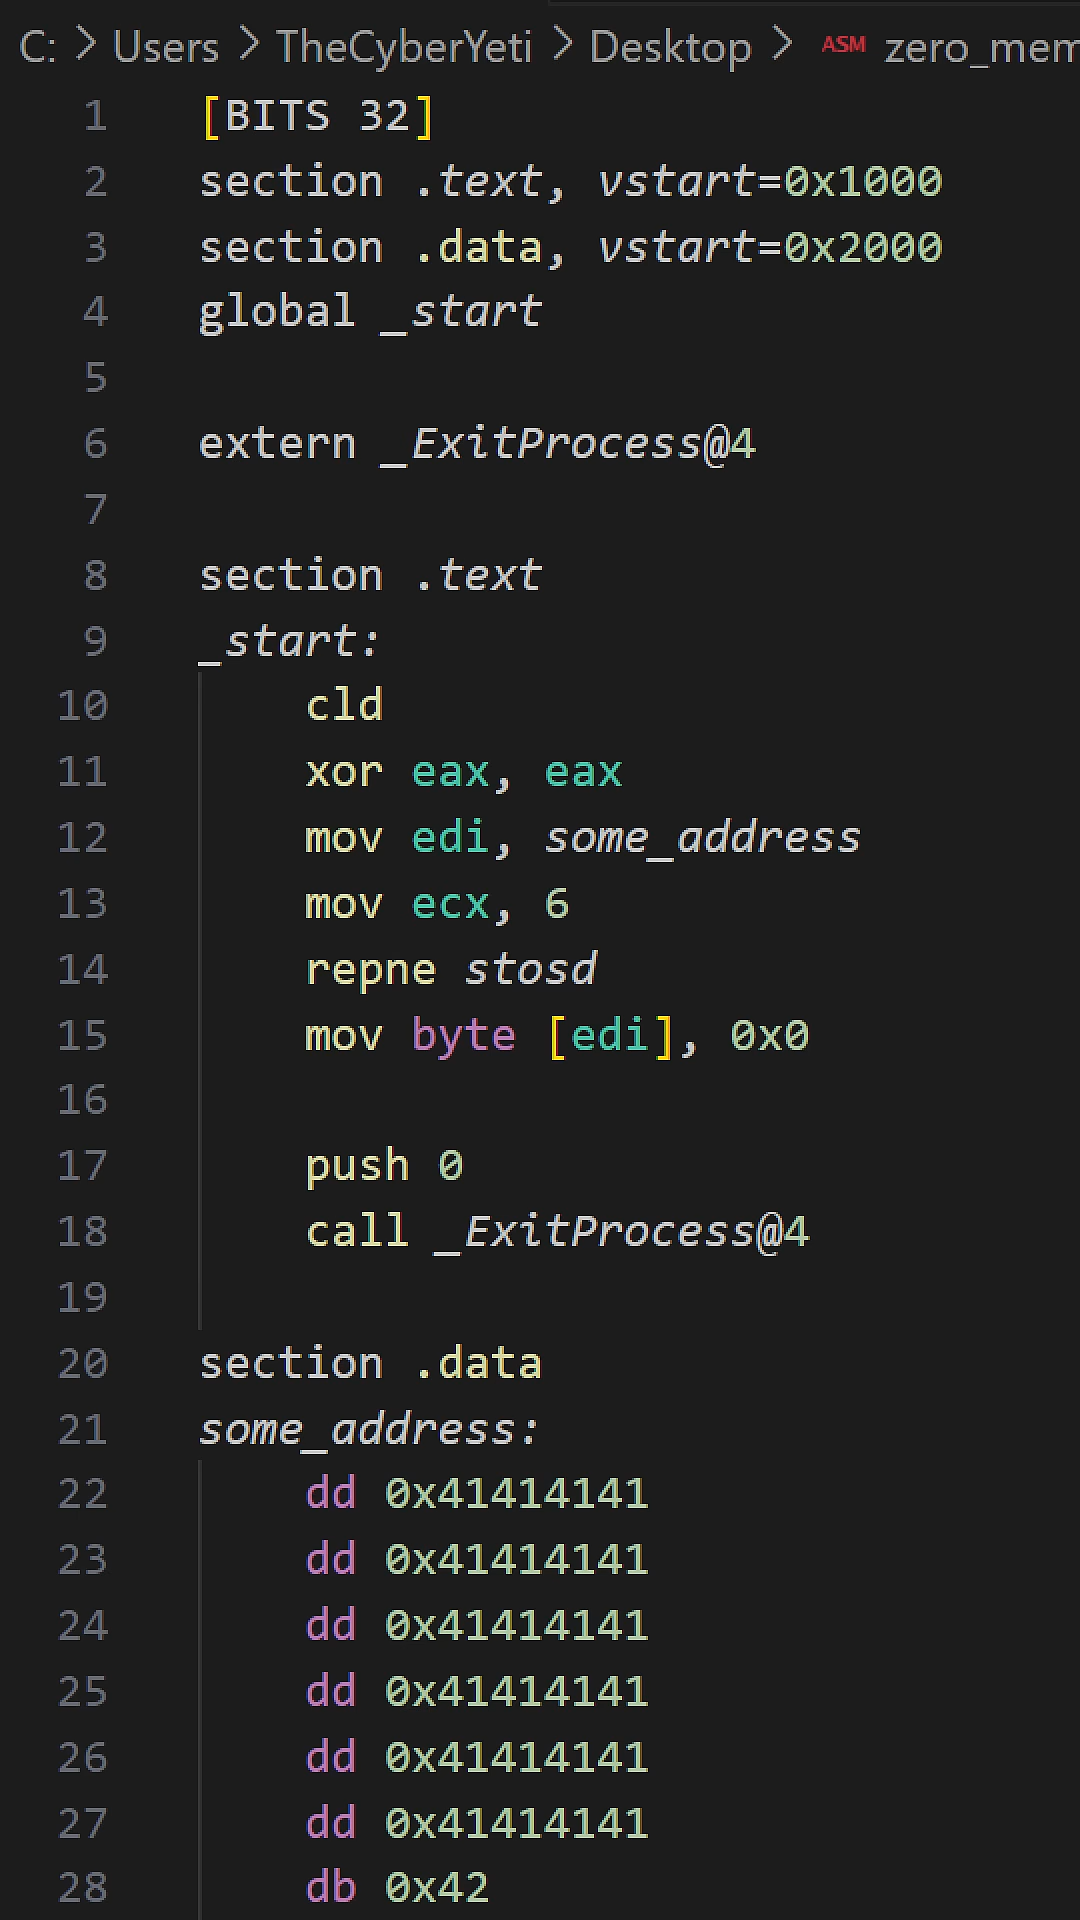 C: > Users > TheCyberYeti > Desktop > ASM zero_mem
1 [BITS 32]
2 section .text, vstart=0x1000
3 section .data, vstart=0x2000
4 global _start
5
6 extern _ExitProcess@4
7
8 section .text
9 _start:
10 cld
11 xor eax, eax
12 mov edi, some_address
13 mov ecx, 6
14 repne stosd
15 mov byte [edi], 0x0
16
17 push 0
18 call _ExitProcess@4
19
20 section .data
21 some_address:
22 dd 0x41414141
23 dd 0x41414141
24 dd 0x41414141
25 dd 0x41414141
26 dd 0x41414141
27 dd 0x41414141
28 db 0x42